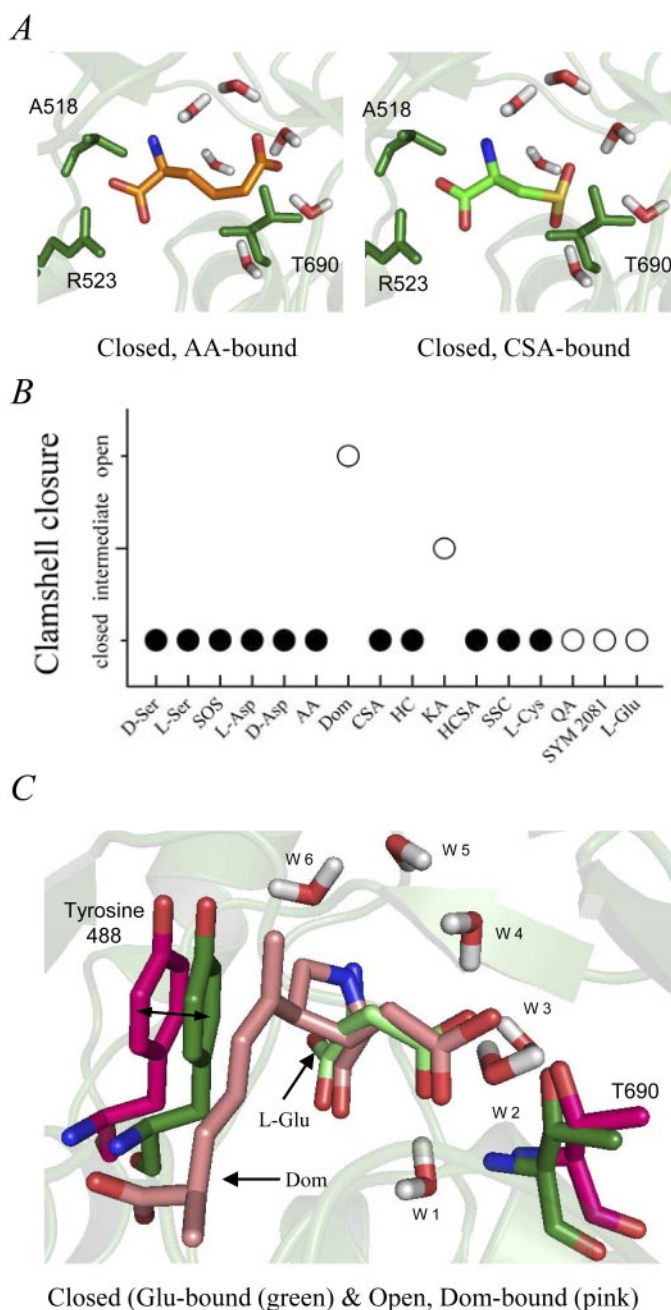 A
A518
R523
T690
Closed, AA-bound
A518
R523
T690
Closed, CSA-bound
B
Clamshell closure
open
intermediate
closed
D-Ser
L-Ser
SOS
L-Asp
D-Asp
AA
Dom
CSA
HC
KA
HCSA
SSC
L-Cys
QA
SYM 2081
L-Glu
C
Tyrosine
488
W 6
W 5
W 4
W 3
T690
W 2
L-Glu
Dom
W 1
Closed (Glu-bound (green) & Open, Dom-bound (pink)